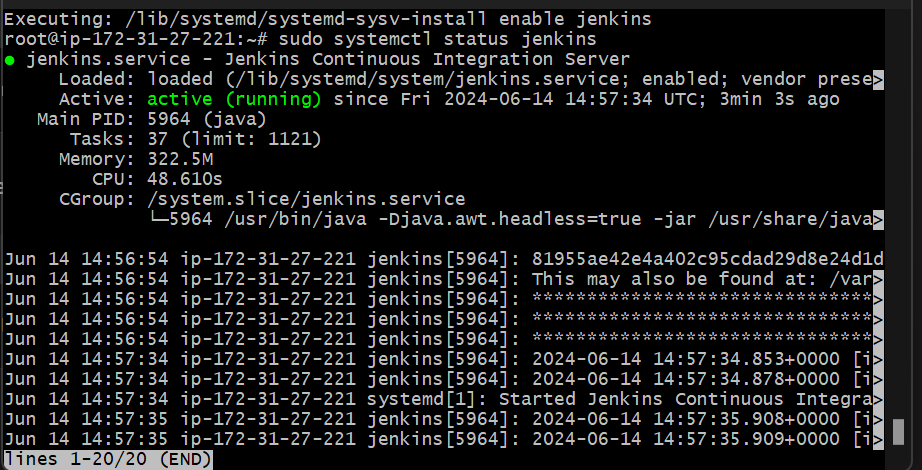 Executing: /lib/systemd/systemd-sysv-install enable jenkins
root@ip-172-31-27-221:~# sudo systemctl status jenkins
● jenkins.service - Jenkins Continuous Integration Server
     Loaded: loaded (/lib/systemd/system/jenkins.service; enabled; vendor prese>
     Active: active (running) since Fri 2024-06-14 14:57:34 UTC; 3min 3s ago
   Main PID: 5964 (java)
      Tasks: 37 (limit: 1121)
     Memory: 322.5M
        CPU: 48.610s
     CGroup: /system.slice/jenkins.service
             └─5964 /usr/bin/java -Djava.awt.headless=true -jar /usr/share/java>
Jun 14 14:56:54 ip-172-31-27-221 jenkins[5964]: 81955ae42e4a402c95cdad29d8e24d1d
Jun 14 14:56:54 ip-172-31-27-221 jenkins[5964]: This may also be found at: /var>
Jun 14 14:56:54 ip-172-31-27-221 jenkins[5964]: *******************************>
Jun 14 14:56:54 ip-172-31-27-221 jenkins[5964]: *******************************>
Jun 14 14:56:54 ip-172-31-27-221 jenkins[5964]: *******************************>
Jun 14 14:57:34 ip-172-31-27-221 jenkins[5964]: 2024-06-14 14:57:34.853+0000 [i>
Jun 14 14:57:34 ip-172-31-27-221 jenkins[5964]: 2024-06-14 14:57:34.878+0000 [i>
Jun 14 14:57:34 ip-172-31-27-221 systemd[1]: Started Jenkins Continuous Integra>
Jun 14 14:57:35 ip-172-31-27-221 jenkins[5964]: 2024-06-14 14:57:35.908+0000 [i>
Jun 14 14:57:35 ip-172-31-27-221 jenkins[5964]: 2024-06-14 14:57:35.909+0000 [i>
lines 1-20/20 (END)